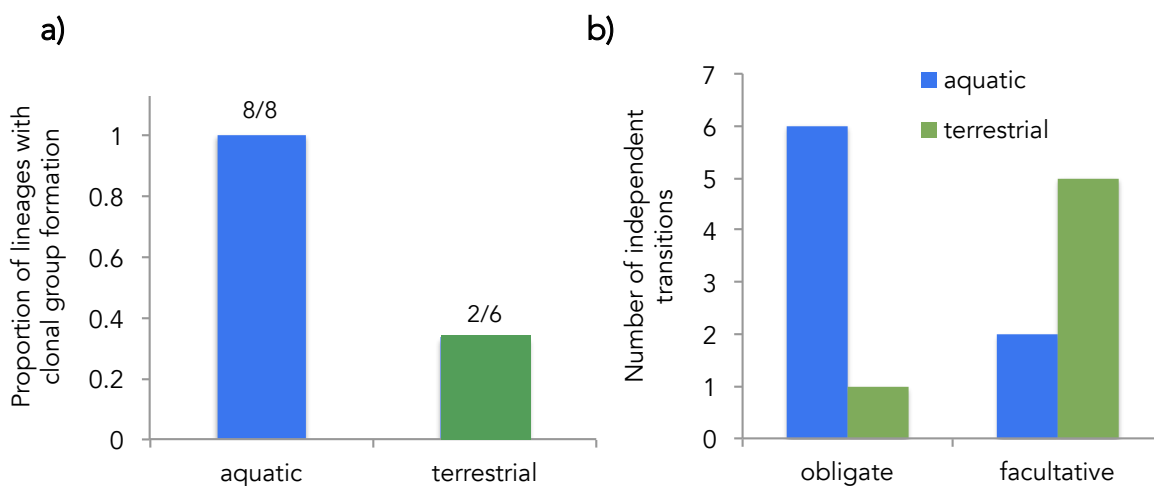 a)
Proportion of lineages with
clonal group formation
1
0.8
0.6
0.4
0.2
0
8/8
2/6
aquatic
terrestrial
b)
Number of independent
transitions
7
6
5
4
3
2
1
0
aquatic
terrestrial
obligate
facultative